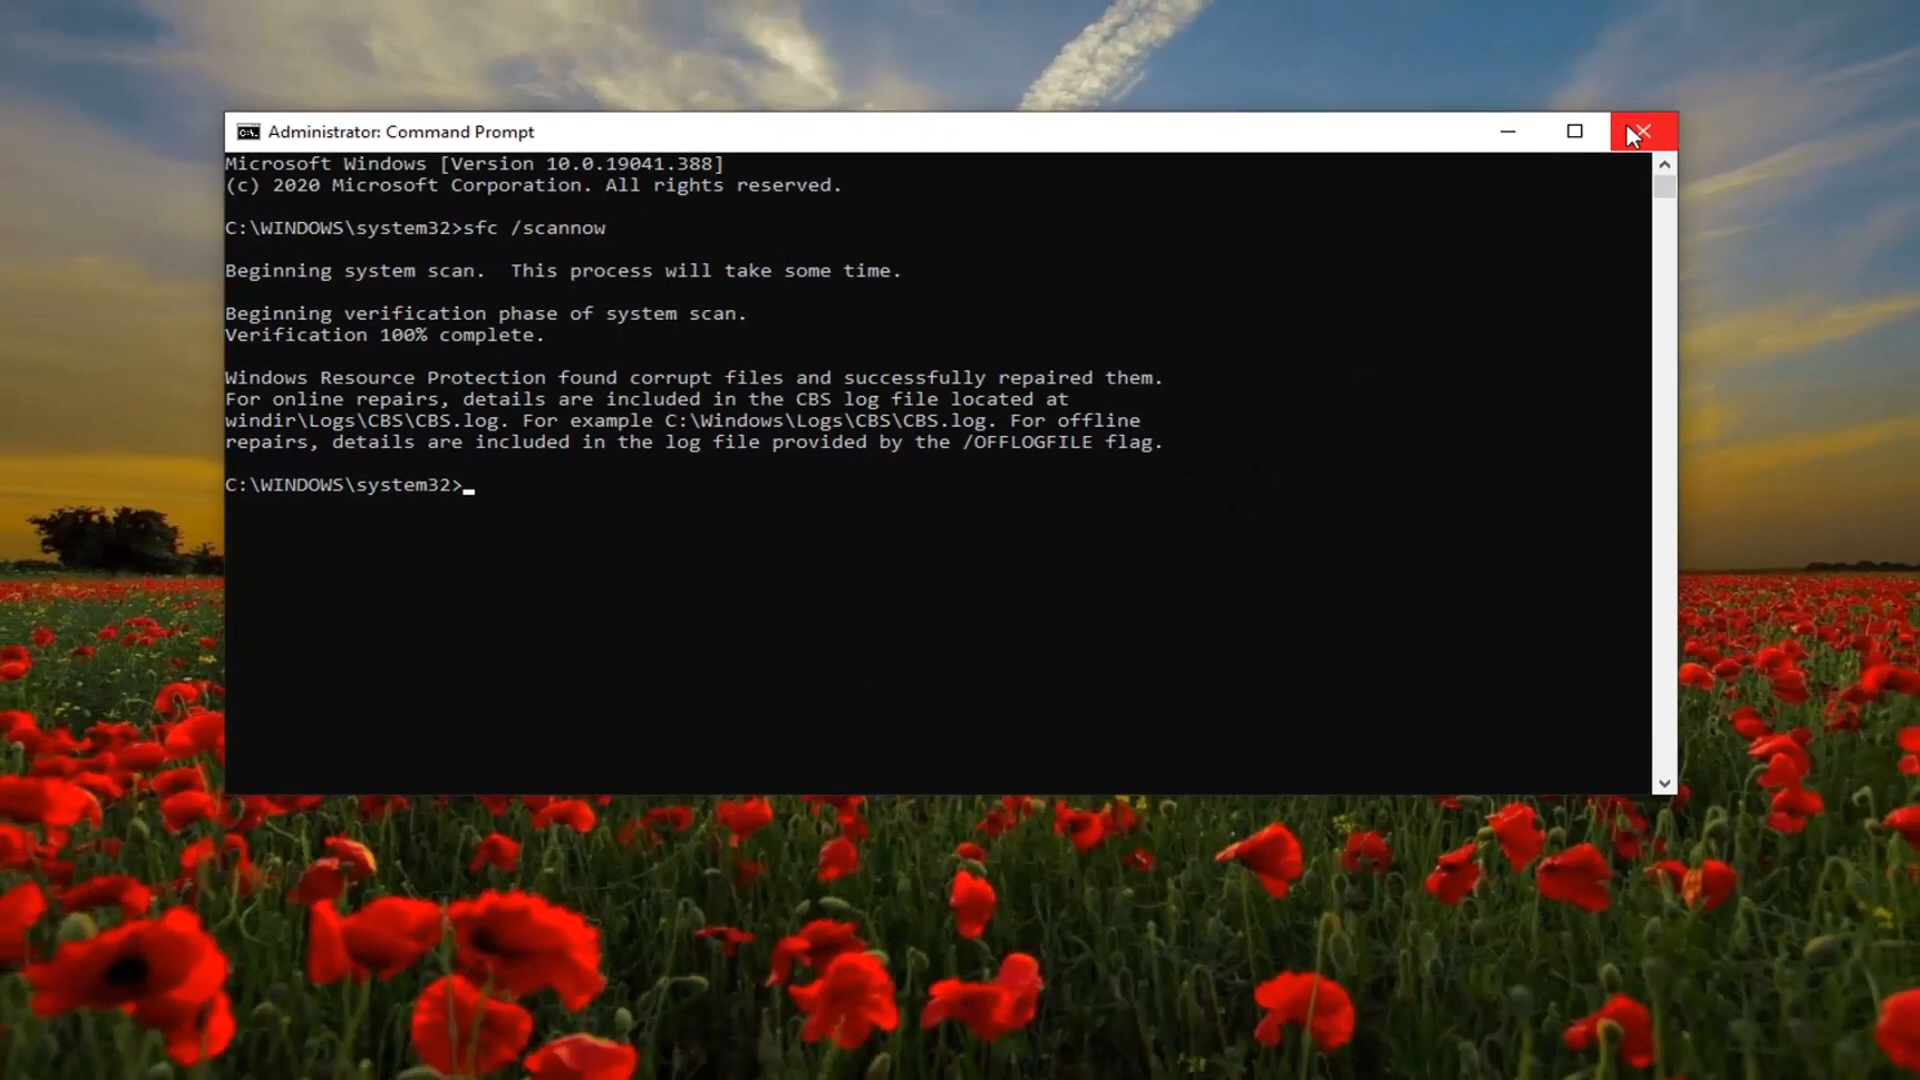 Administrator: Command Prompt
Microsoft Windows [Version 10.0.19041.388]
(c) 2020 Microsoft Corporation. All rights reserved.
C:\WINDOWS\system32>sfc /scannow
Beginning system scan.  This process will take some time.
Beginning verification phase of system scan.
Verification 100% complete.
Windows Resource Protection found corrupt files and successfully repaired them.
For online repairs, details are included in the CBS log file located at
windir\Logs\CBS\CBS.log. For example C:\Windows\Logs\CBS\CBS.log. For offline
repairs, details are included in the log file provided by the /OFFLOGFILE flag.
C:\WINDOWS\system32>